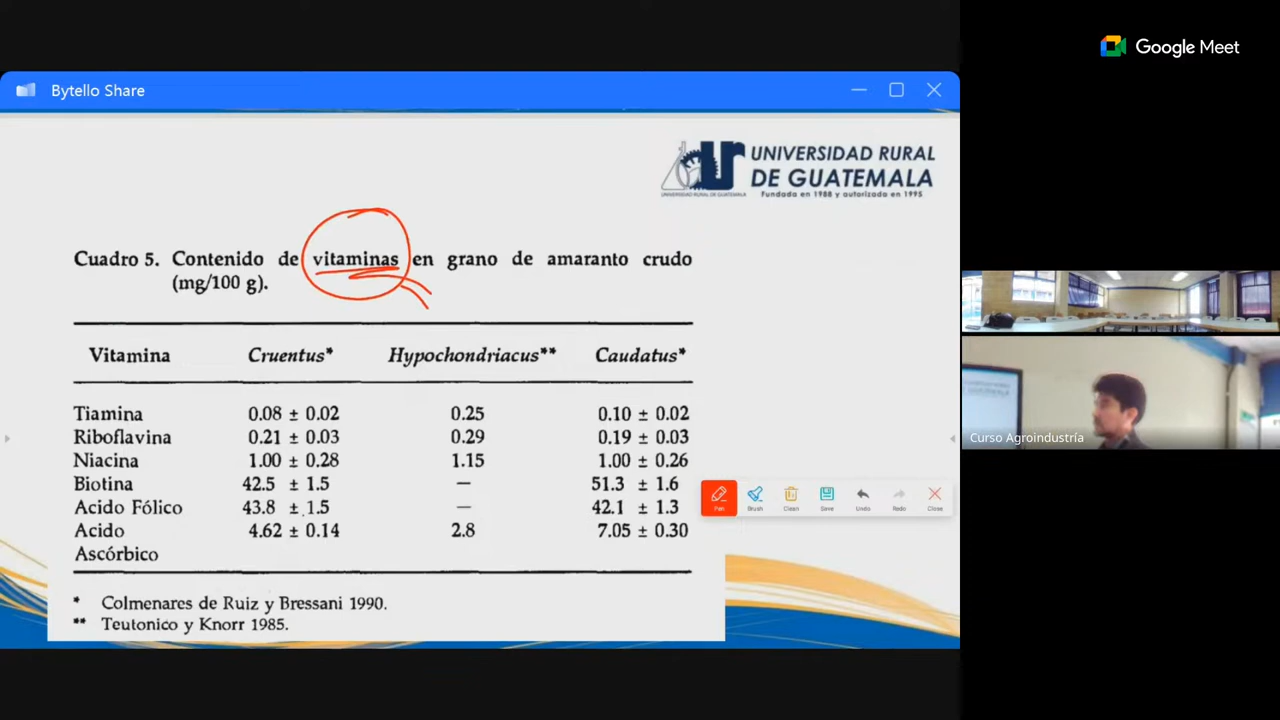 Google Meet
Bytello Share
UNIVERSIDAD RURAL
DE GUATEMALA
Fundada en 1988 y autorizada en 1995
UNIVERSIDAD RURAL DE GUATEMALA
Cuadro 5. Contenido de vitaminas en grano de amaranto crudo
(mg/100 g).
Vitamina Cruentus* Hypochondriacus** Caudatus*
Tiamina 0.08 ± 0.02 0.25 0.10 ± 0.02
Riboflavina 0.21 ± 0.03 0.29 0.19 ± 0.03
Niacina 1.00 ± 0.28 1.15 1.00 ± 0.26
Biotina 42.5 ± 1.5 — 51.3 ± 1.6
Acido Fólico 43.8 ± 1.5 — 42.1 ± 1.3
Acido 4.62 ± 0.14 2.8 7.05 ± 0.30
Ascórbico
* Colmenares de Ruiz y Bressani 1990.
** Teutonico y Knorr 1985.
Pen Brush Clean Save Undo Redo Close
Curso Agroindustría